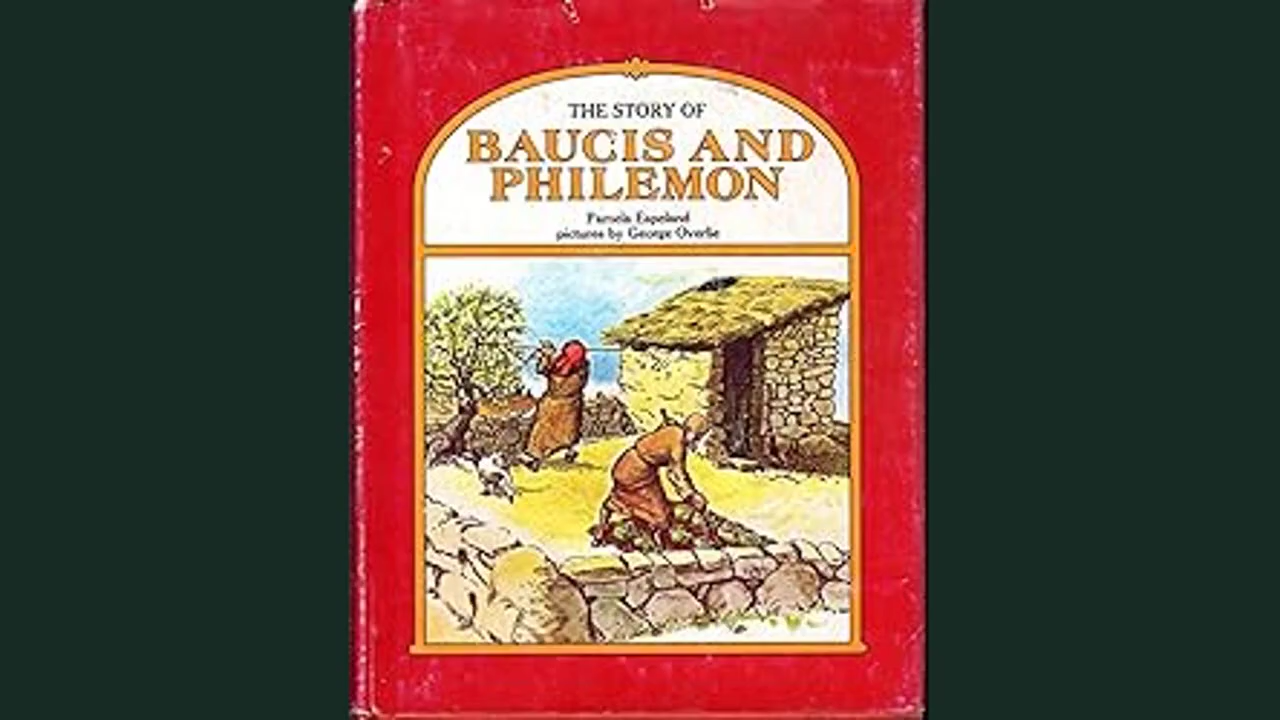 THE STORY OF
BAUCIS AND
PHILEMON
Pamela Espeland
pictures by George Overlie